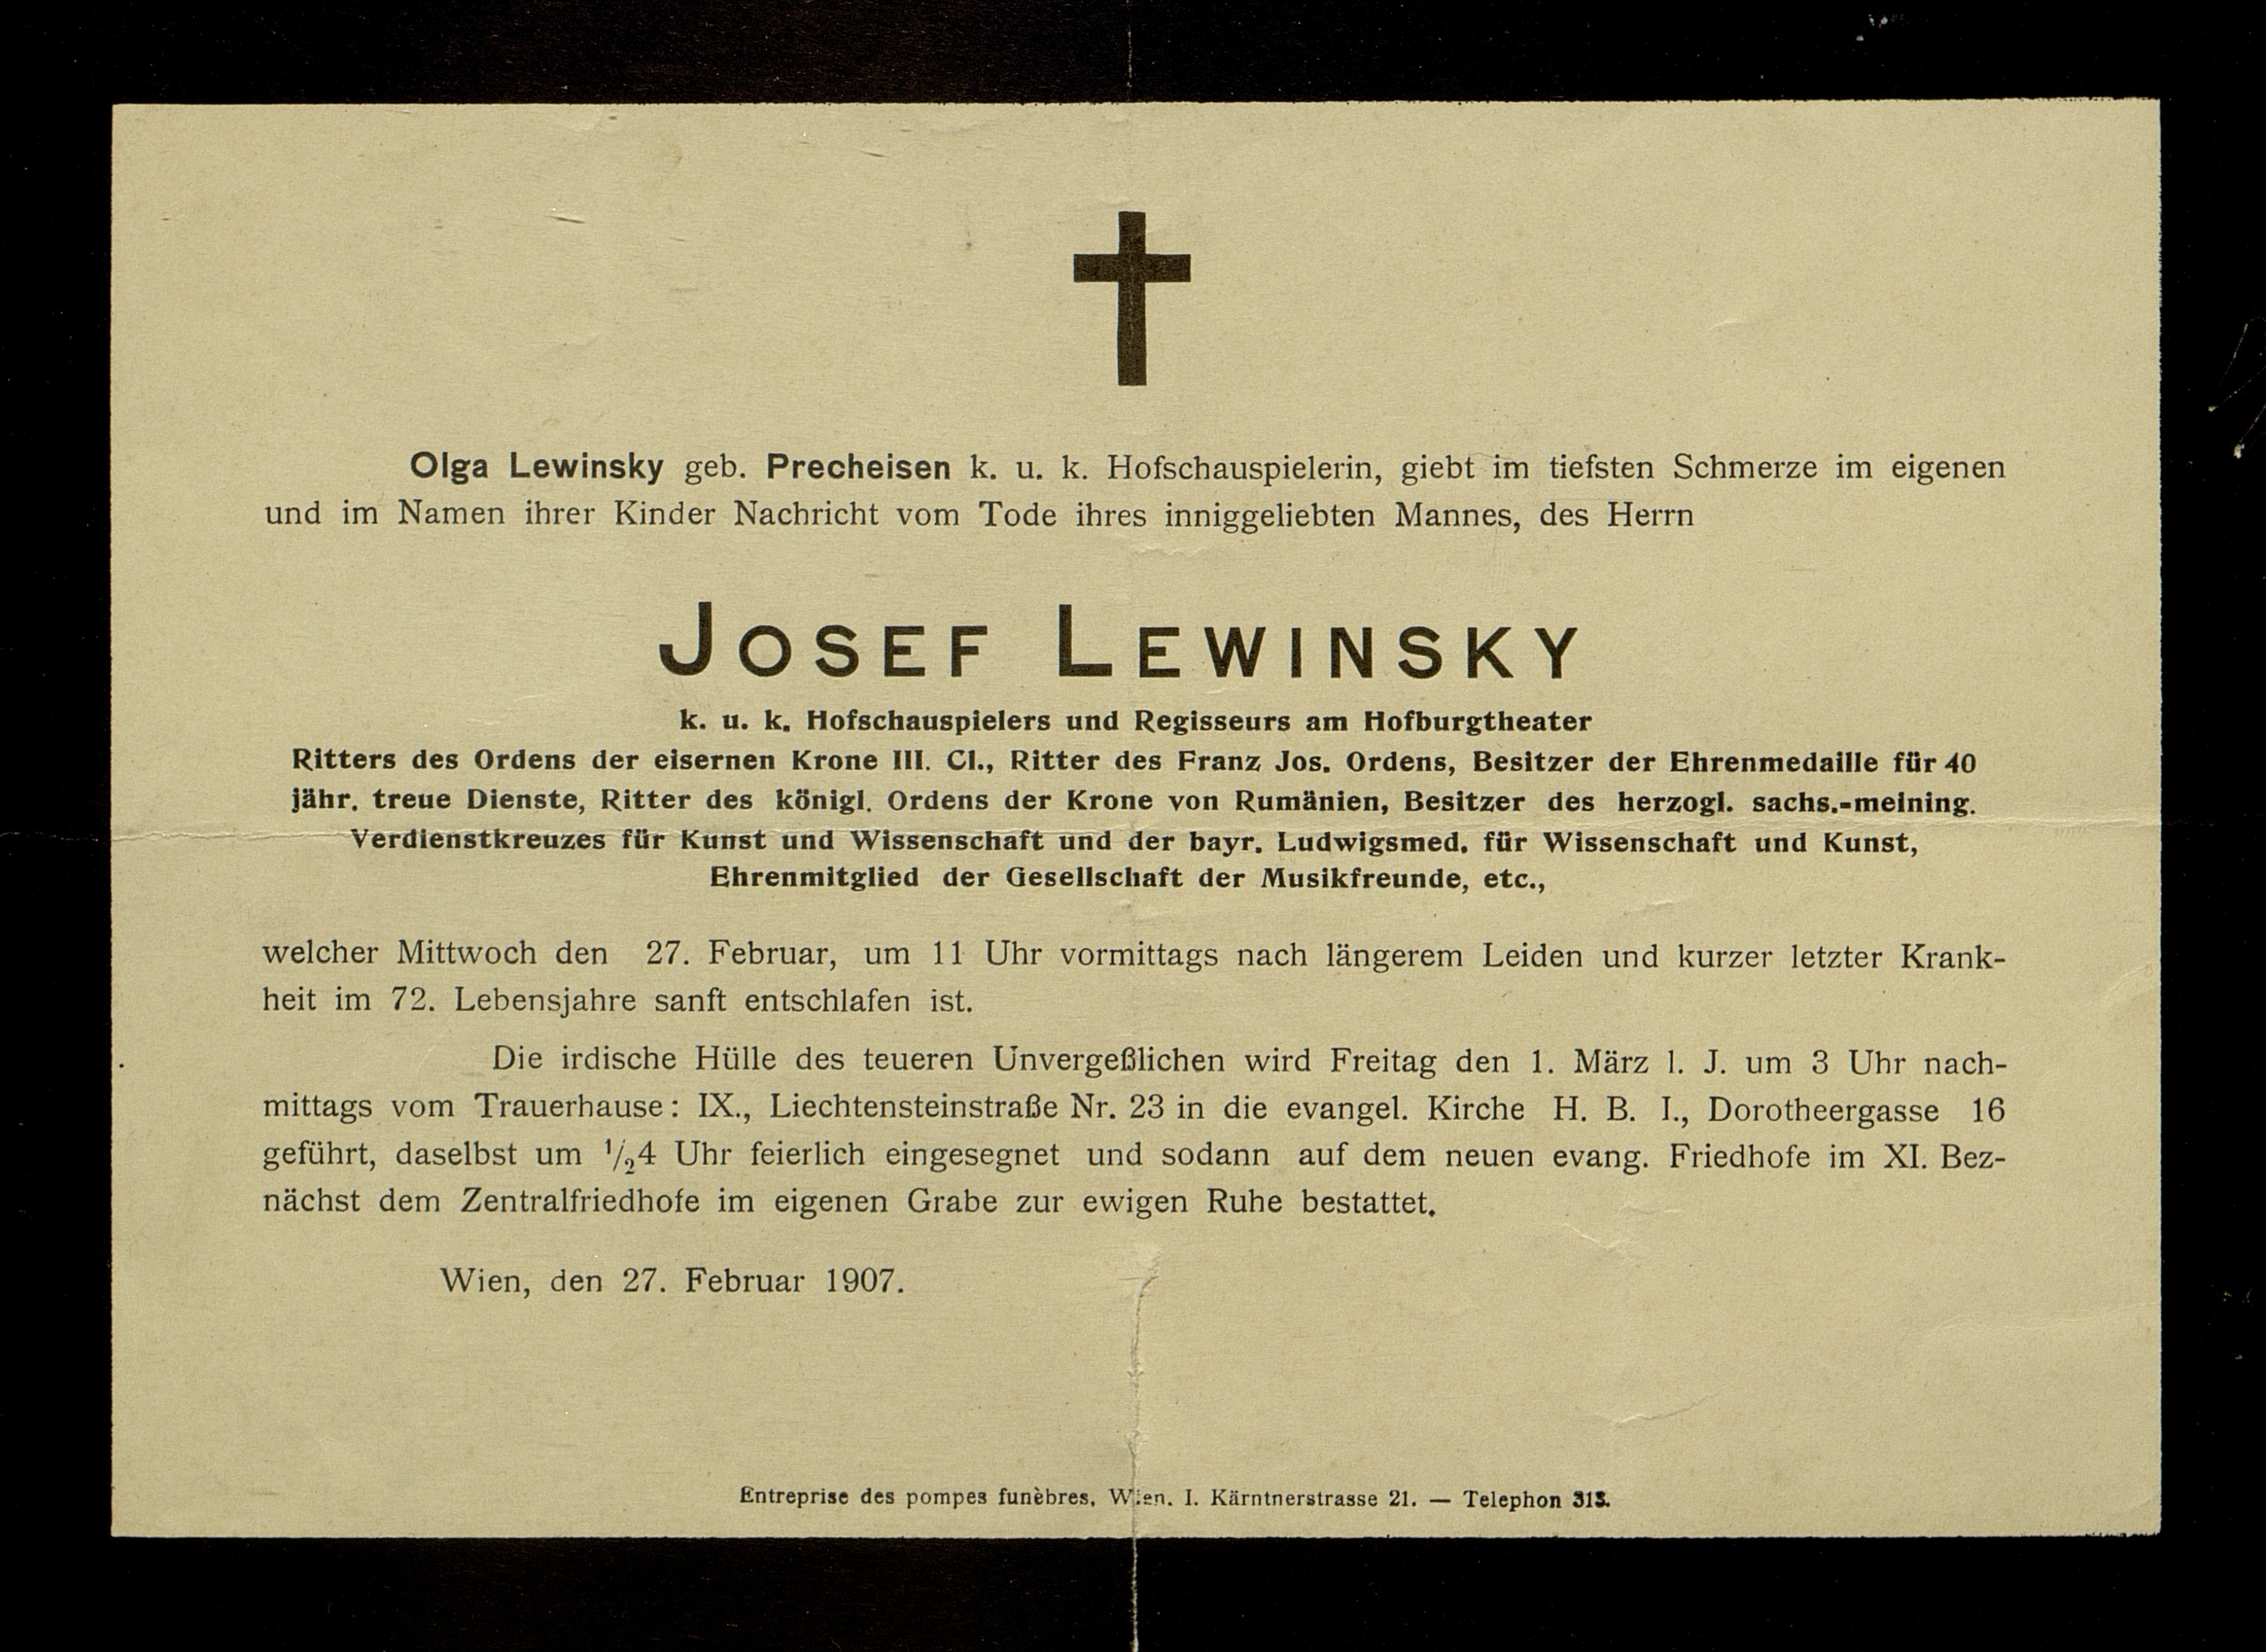 Olga Lewinsky geb. Precheisen k. u. k. Hofschauspielerin, giebt im tiefsten Schmerze im eigenen
und im Namen ihrer Kinder Nachricht vom Tode ihres inniggeliebten Mannes, des Herrn
JOSEF LEWINSKY
k. u. k. Hofschauspielers und Regisseurs am Hofburgtheater
Ritters des Ordens der eisernen Krone III. Cl., Ritter des Franz Jos. Ordens, Besitzer der Ehrenmedaille für 40
jähr. treue Dienste, Ritter des königl. Ordens der Krone von Rumänien, Besitzer des herzogl. sachs.-meining.
Verdienstkreuzes für Kunst und Wissenschaft und der bayr. Ludwigsmed. für Wissenschaft und Kunst,
Ehrenmitglied der Gesellschaft der Musikfreunde, etc.,
welcher Mittwoch den 27. Februar, um 11 Uhr vormittags nach längerem Leiden und kurzer letzter Krank-
heit im 72. Lebensjahre sanft entschlafen ist.
Die irdische Hülle des teueren Unvergeßlichen wird Freitag den 1. März l. J. um 3 Uhr nach-
mittags vom Trauerhause: IX., Liechtensteinstraße Nr. 23 in die evangel. Kirche H. B. I., Dorotheergasse 16
geführt, daselbst um 1/2 4 Uhr feierlich eingesegnet und sodann auf dem neuen evang. Friedhofe im XI. Bez-
nächst dem Zentralfriedhofe im eigenen Grabe zur ewigen Ruhe bestattet.
Wien, den 27. Februar 1907.
Entreprise des pompes funèbres, Wien. I. Kärntnerstrasse 21. — Telephon